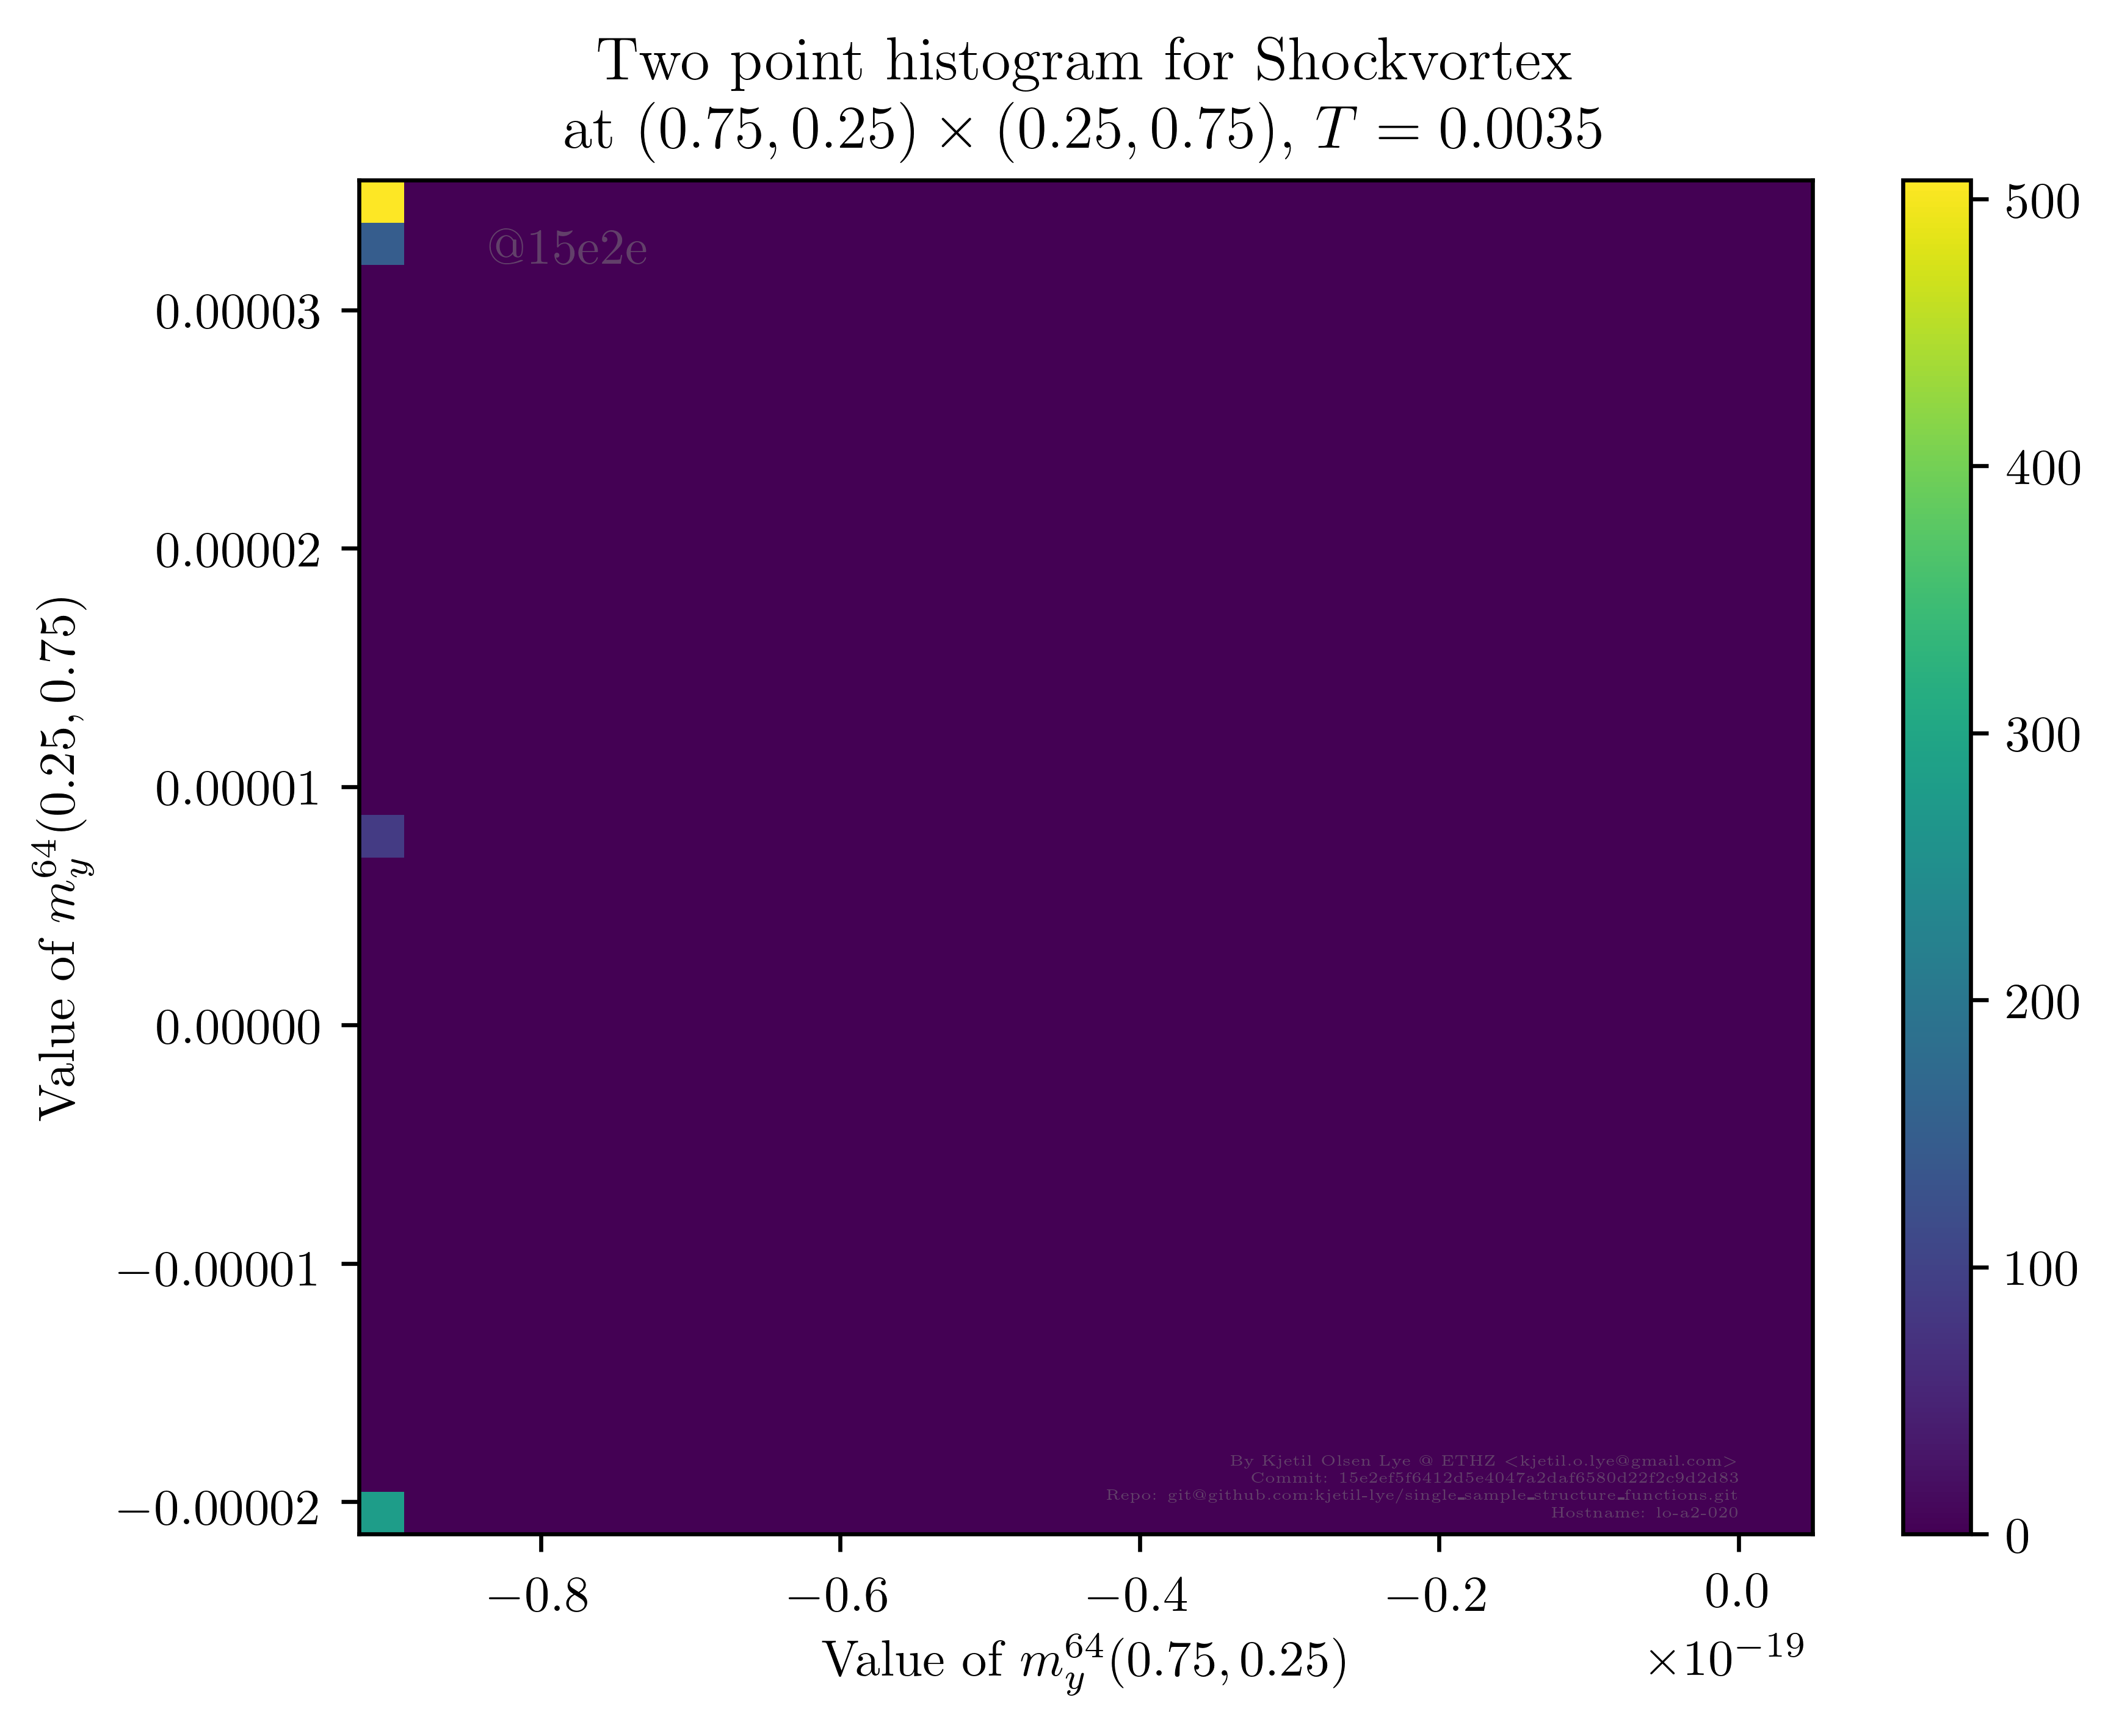 Two point histogram for Shockvortex
at (0.75, 0.25) × (0.25, 0.75), T = 0.0035
@15e2e
0.00003
0.00002
0.00001
0.00000
−0.00001
−0.00002
Value of m_y^64(0.25, 0.75)
500
400
300
200
100
0
By Kjetil Olsen Lye @ ETHZ <kjetil.o.lye@gmail.com>
Commit: 15e2ef5f6412d5e4047a2daf6580d22f2c9d2d83
Repo: git@github.com:kjetil-lye/single_sample_structure_functions.git
Hostname: lo-a2-020
−0.8 −0.6 −0.4 −0.2 0.0
Value of m_y^64(0.75, 0.25)
×10^−19